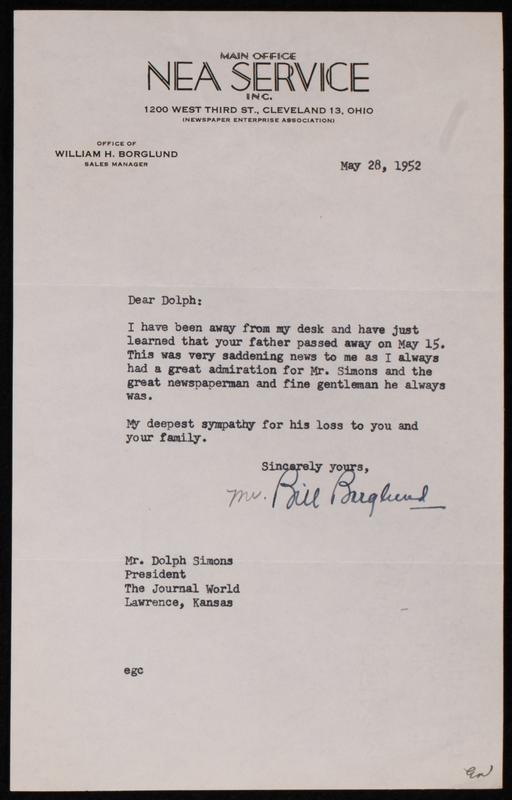 MAIN OFFICE
NEA SERVICE
INC.
1200 WEST THIRD ST., CLEVELAND 13, OHIO
(NEWSPAPER ENTERPRISE ASSOCIATION)
OFFICE OF
WILLIAM H. BORGLUND
SALES MANAGER
May 28, 1952
Dear Dolph:
I have been away from my desk and have just
learned that your father passed away on May 15.
This was very saddening news to me as I always
had a great admiration for Mr. Simons and the
great newspaperman and fine gentleman he always
was.
My deepest sympathy for his loss to you and
your family.
Sincerely yours,
Mr. Bill Borglund
Mr. Dolph Simons
President
The Journal World
Lawrence, Kansas
egc